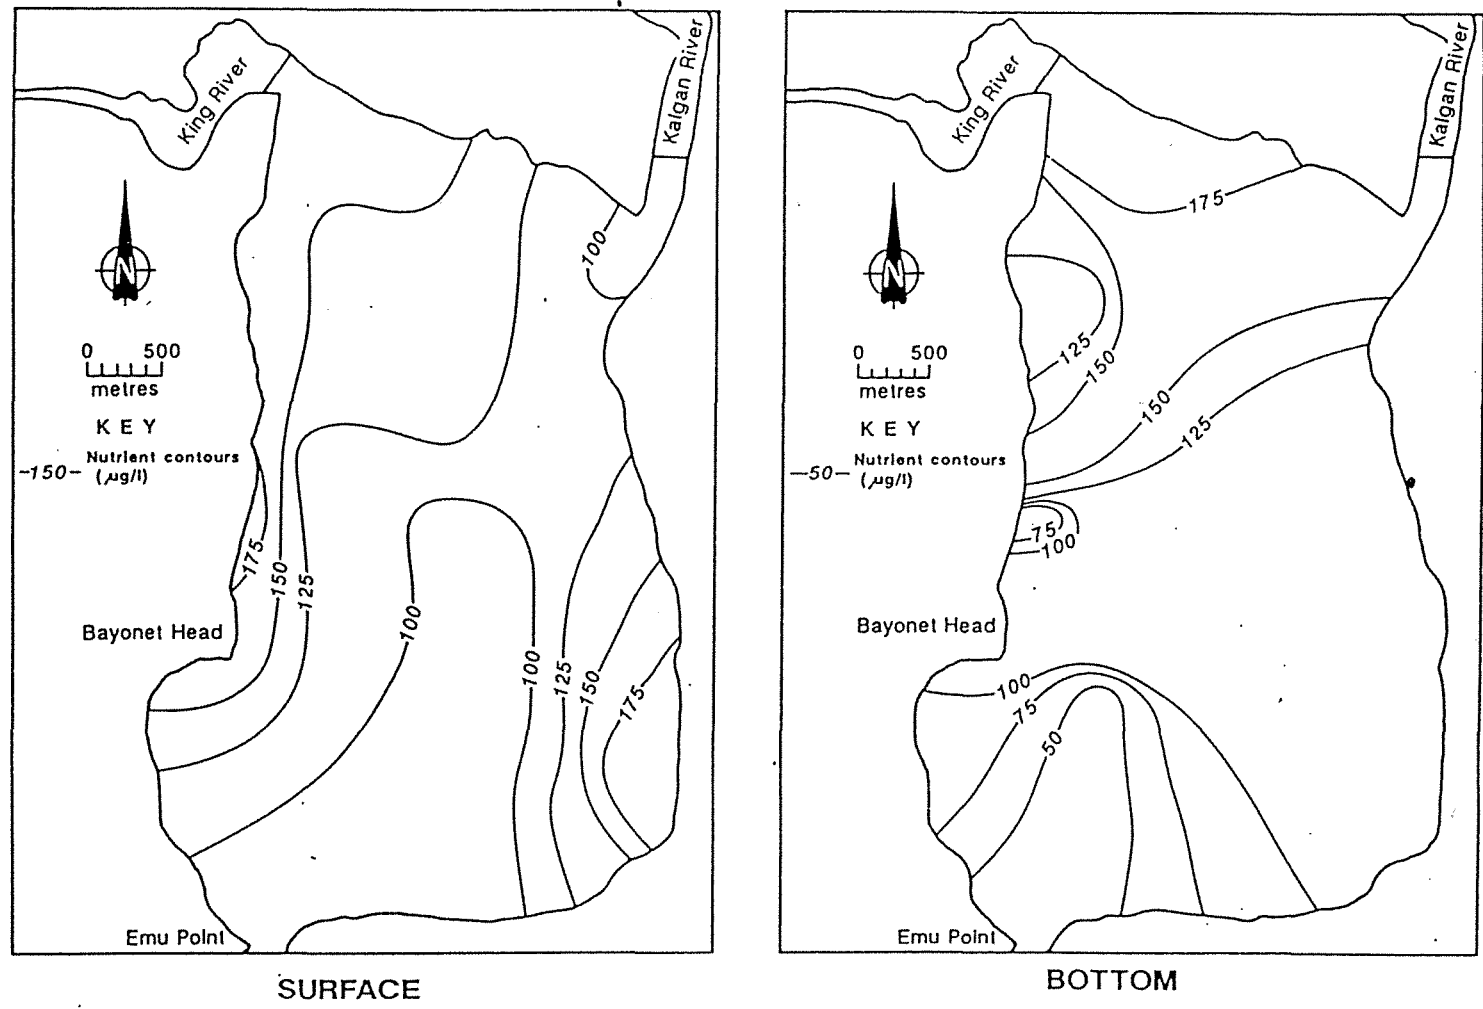 King River
Kalgan River
N
100
0 500
metres
KEY
Nutrient contours
-150- (µg/l)
175
150
125
100
100
125
150
175
Bayonet Head
Emu Point
SURFACE
King River
Kalgan River
175
N
125
150
0 500
metres
150
125
KEY
Nutrient contours
-50- (µg/l)
75
100
Bayonet Head
100
75
50
Emu Point
BOTTOM